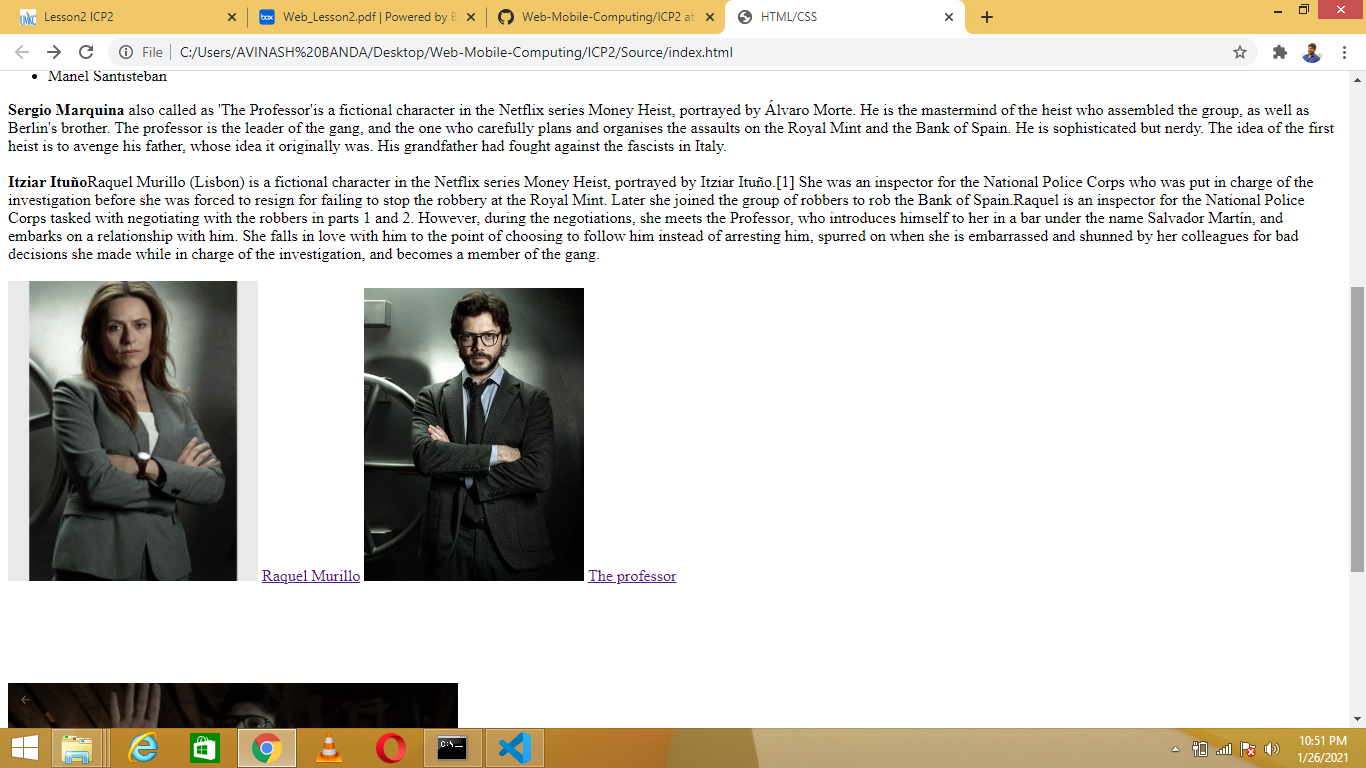 Lesson2 ICP2
Web_Lesson2.pdf | Powered by B
Web-Mobile-Computing/ICP2 at
HTML/CSS
File
C:/Users/AVINASH%20BANDA/Desktop/Web-Mobile-Computing/ICP2/Source/index.html
• Manel Santisteban
Sergio Marquina also called as 'The Professor'is a fictional character in the Netflix series Money Heist, portrayed by Álvaro Morte. He is the mastermind of the heist who assembled the group, as well as
Berlin's brother. The professor is the leader of the gang, and the one who carefully plans and organises the assaults on the Royal Mint and the Bank of Spain. He is sophisticated but nerdy. The idea of the first
heist is to avenge his father, whose idea it originally was. His grandfather had fought against the fascists in Italy.
Itziar ItuñoRaquel Murillo (Lisbon) is a fictional character in the Netflix series Money Heist, portrayed by Itziar Ituño.[1] She was an inspector for the National Police Corps who was put in charge of the
investigation before she was forced to resign for failing to stop the robbery at the Royal Mint. Later she joined the group of robbers to rob the Bank of Spain.Raquel is an inspector for the National Police
Corps tasked with negotiating with the robbers in parts 1 and 2. However, during the negotiations, she meets the Professor, who introduces himself to her in a bar under the name Salvador Martín, and
embarks on a relationship with him. She falls in love with him to the point of choosing to follow him instead of arresting him, spurred on when she is embarrassed and shunned by her colleagues for bad
decisions she made while in charge of the investigation, and becomes a member of the gang.
Raquel Murillo
The professor
10:51 PM
1/26/2021